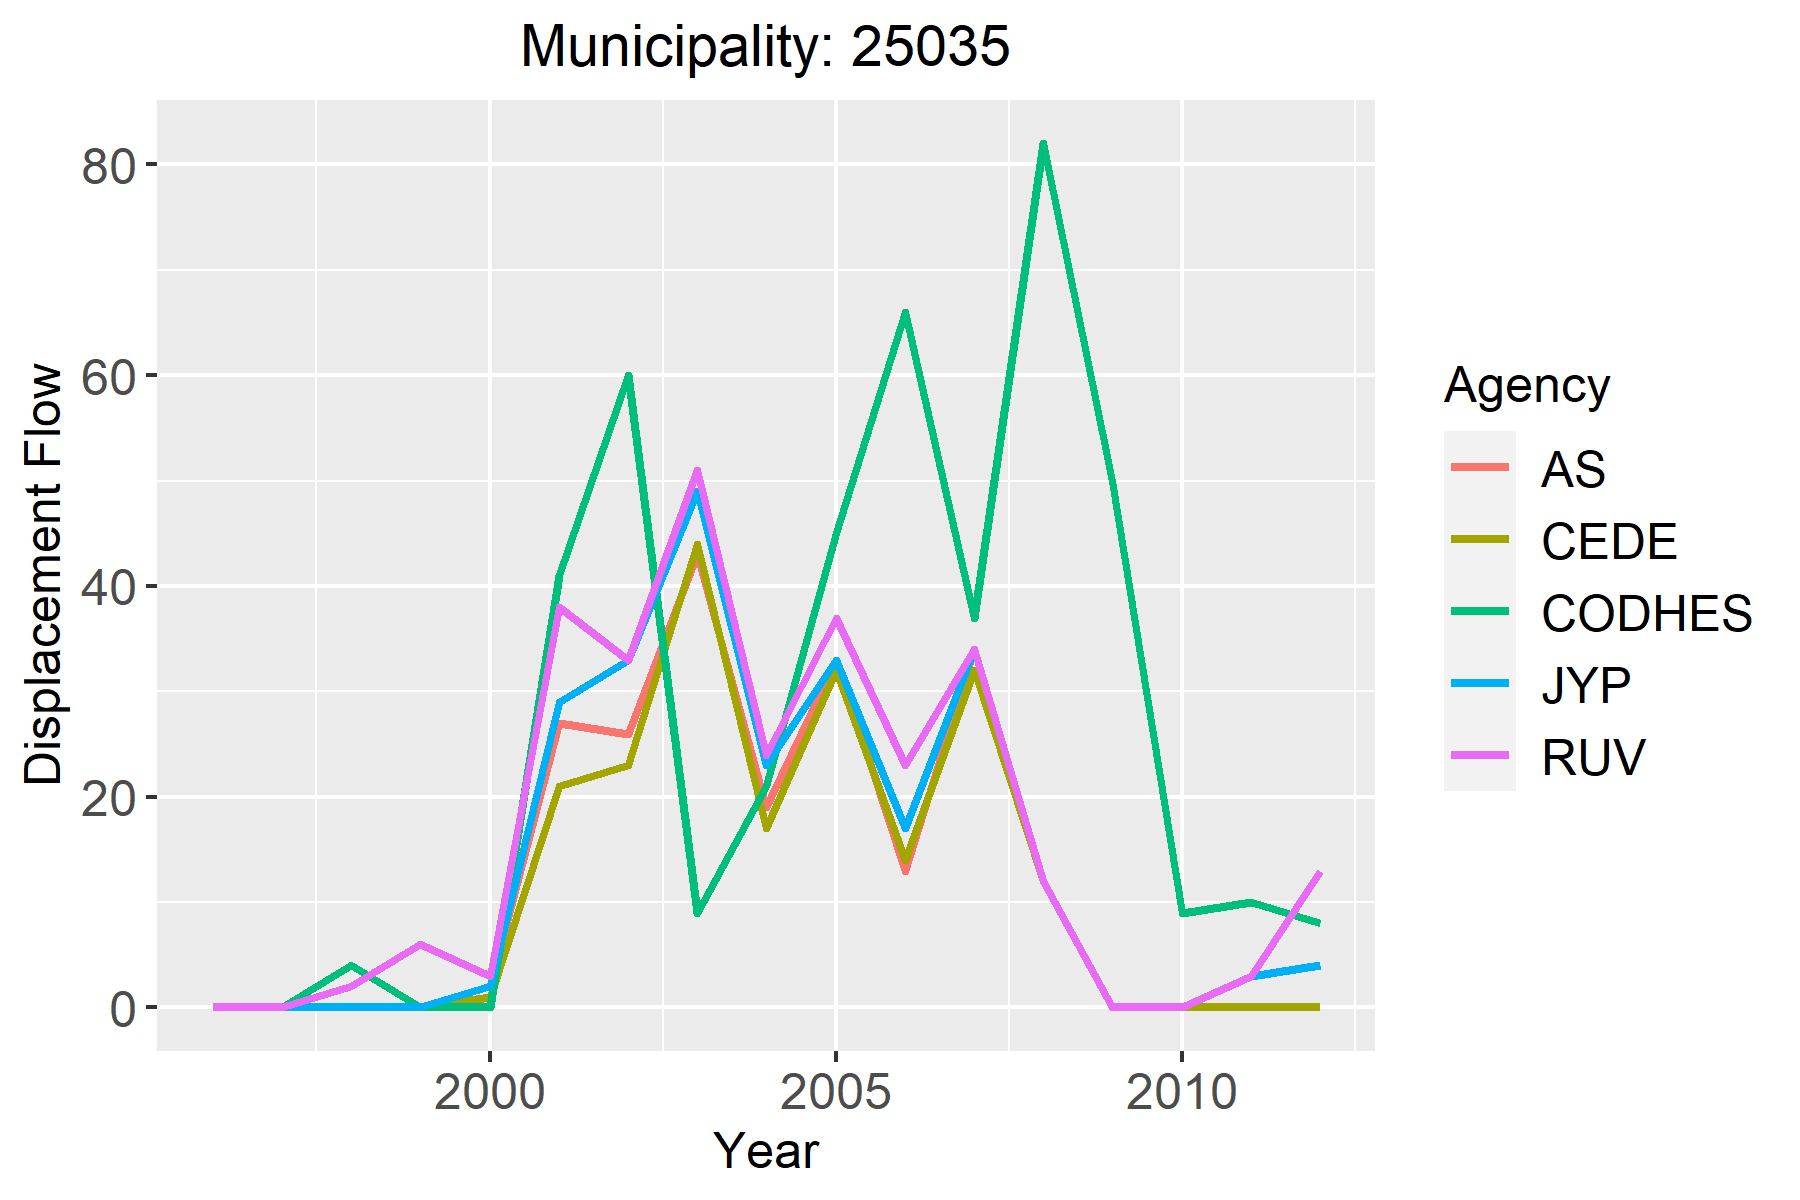 Municipality: 25035
Displacement Flow
80
60
40
20
0
2000 2005 2010
Year
Agency
AS
CEDE
CODHES
JYP
RUV